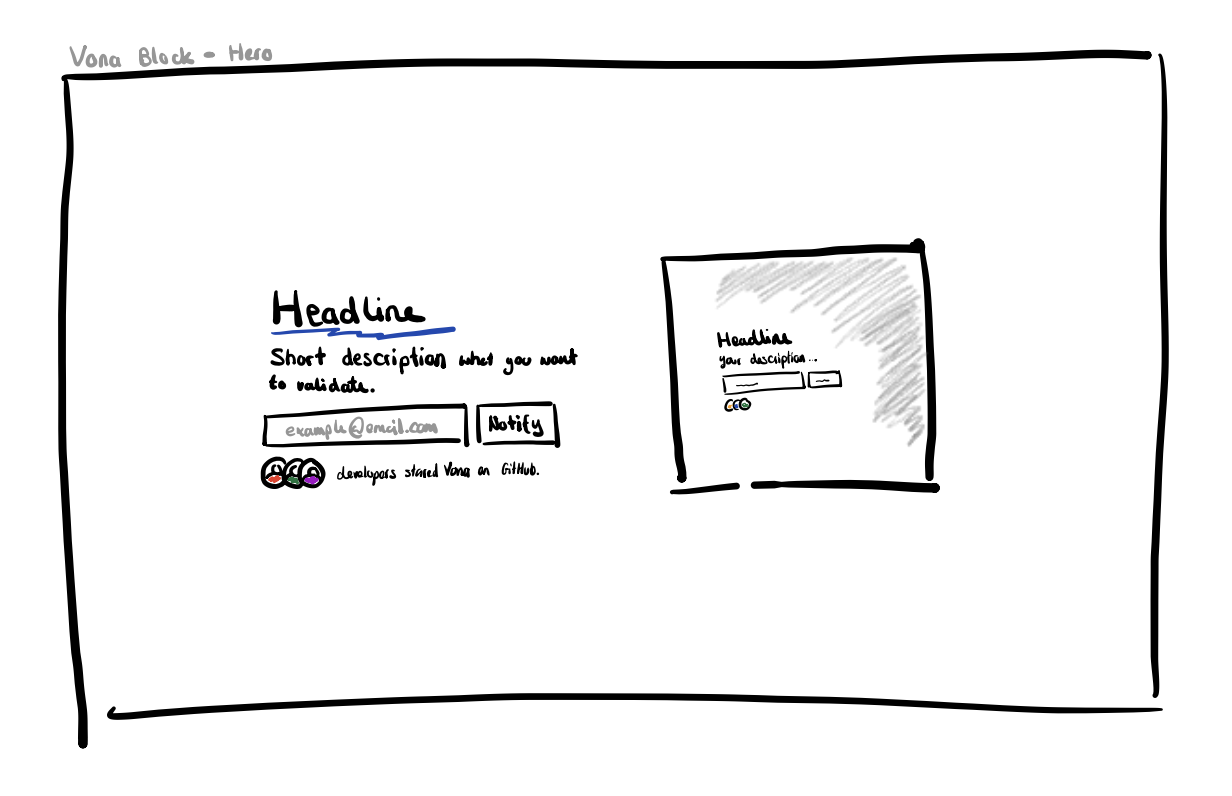 Vona Block - Hero
Headline
Short description what you want
to validate.
example@email.com
Notify
developers stared Vona on GitHub.
Headline
your description...